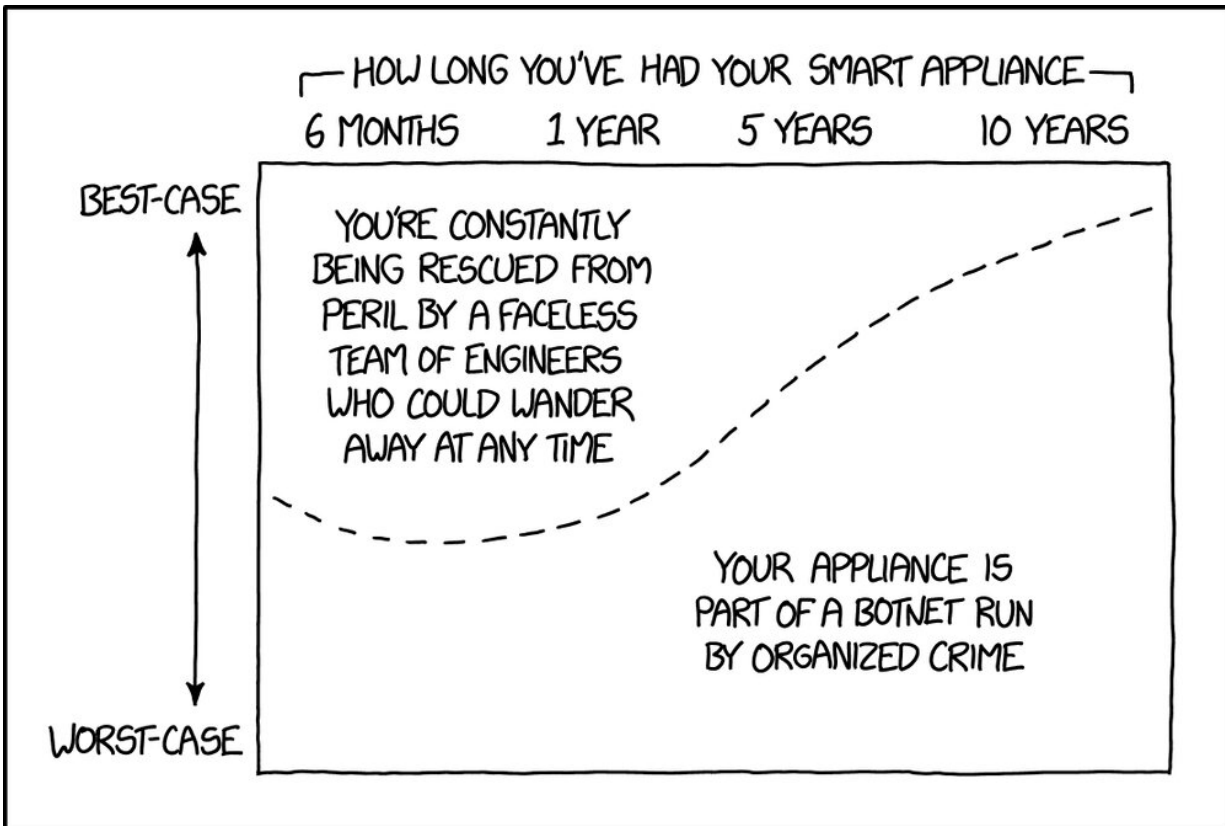 HOW LONG YOU'VE HAD YOUR SMART APPLIANCE
6 MONTHS 1 YEAR 5 YEARS 10 YEARS
BEST-CASE
YOU'RE CONSTANTLY
BEING RESCUED FROM
PERIL BY A FACELESS
TEAM OF ENGINEERS
WHO COULD WANDER
AWAY AT ANY TIME
YOUR APPLIANCE IS
PART OF A BOTNET RUN
BY ORGANIZED CRIME
WORST-CASE